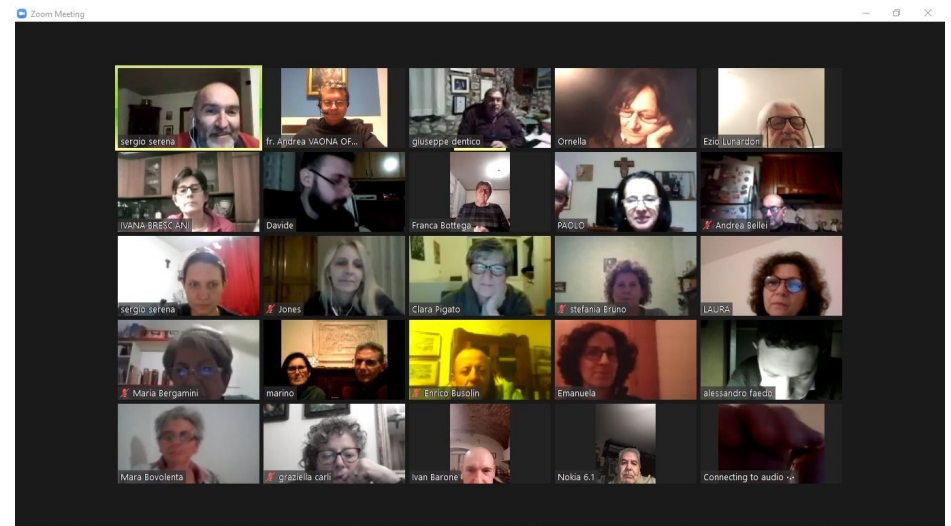 Zoom Meeting
sergio serena
fr. Andrea VAONA OF...
giuseppe dentico
Ornella
Ezio Lunardon
IVANA BRESCIANI
Davide
Franca Bottega
PAOLO
Andrea Bellei
sergio serena
Jones
Clara Pigato
stefania Bruno
LAURA
Maria Bergamini
marino
Enrico Busolin
Emanuela
alessandro faedo
Mara Bovolenta
graziella carli
Ivan Barone
Nokia 6.1
Connecting to audio